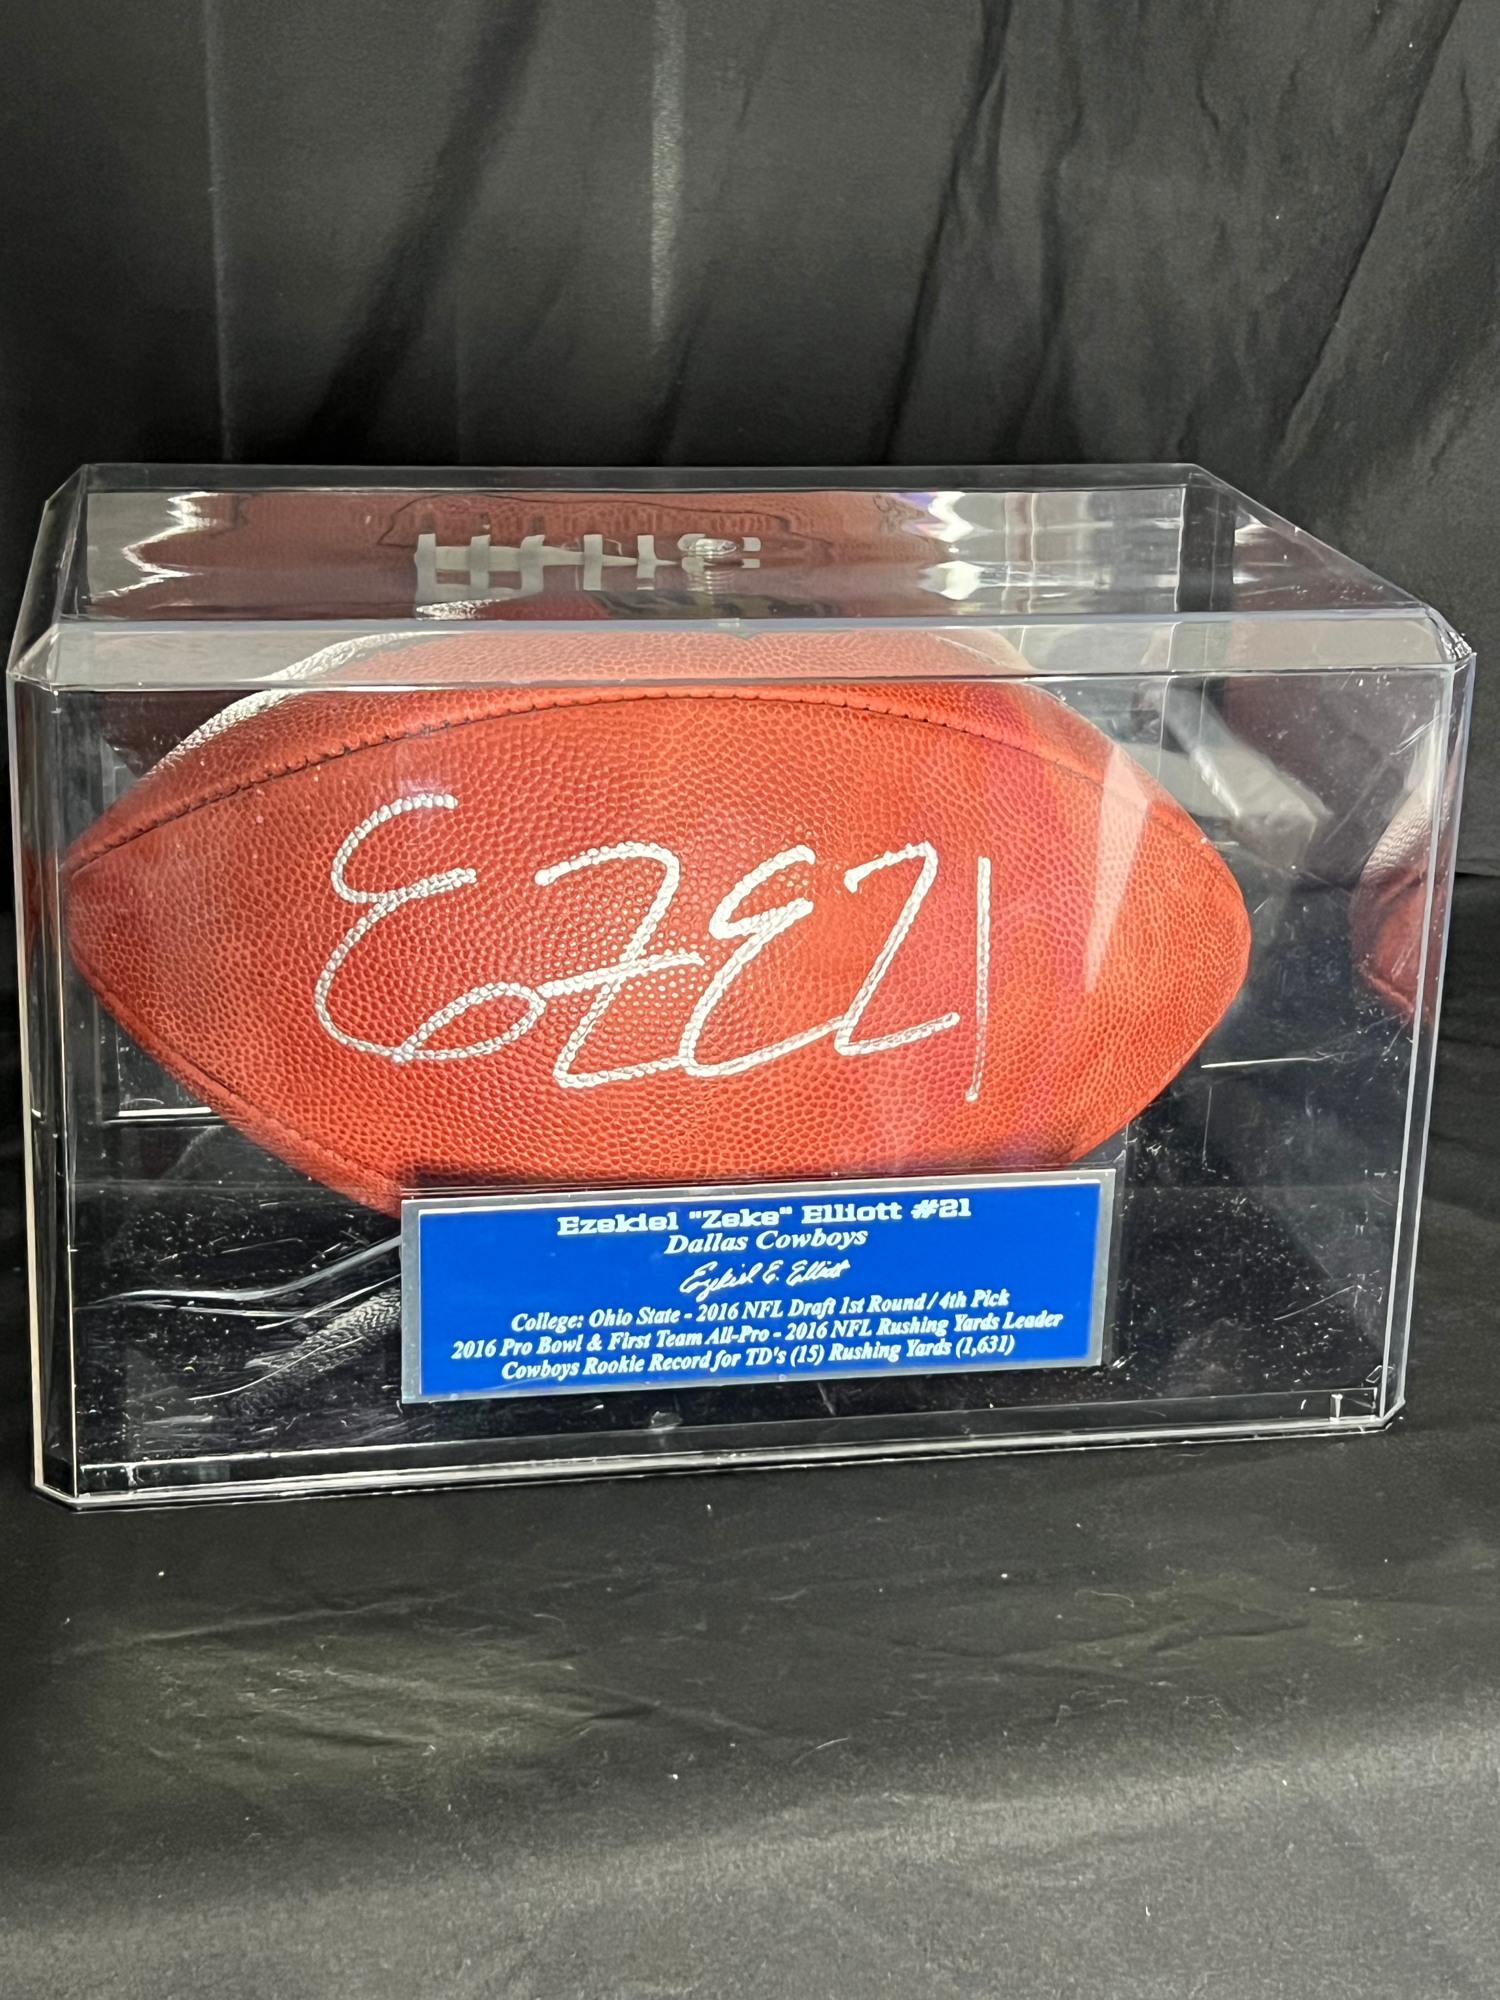 EZE 21
Ezekiel "Zeke" Elliott #21
Dallas Cowboys
Ezekiel E. Elliott
College: Ohio State - 2016 NFL Draft 1st Round / 4th Pick
2016 Pro Bowl & First Team All-Pro - 2016 NFL Rushing Yards Leader
Cowboys Rookie Record for TD's (15) Rushing Yards (1,631)